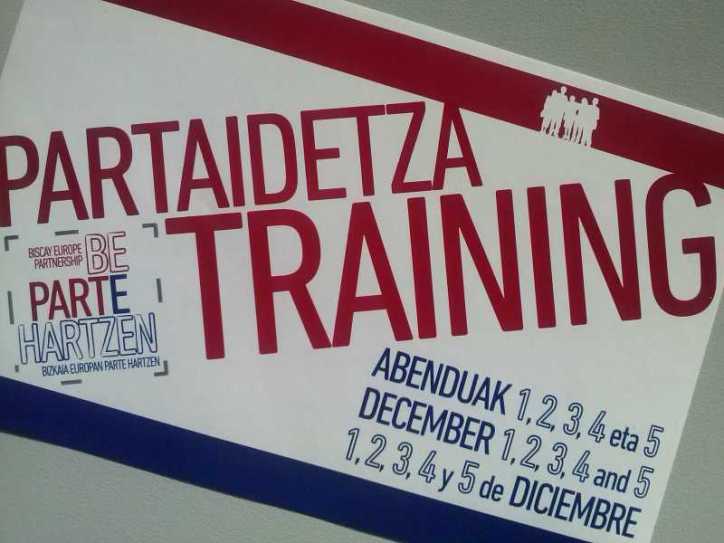 PARTAIDETZA
TRAINING
BISCAY EUROPE
PARTNERSHIP
BE
PARTE
HARTZEN
BIZKAIA EUROPAN PARTE HARTZEN
ABENDUAK 1, 2, 3, 4 eta 5
DECEMBER 1, 2, 3, 4 and 5
1, 2, 3, 4 y 5 de DICIEMBRE